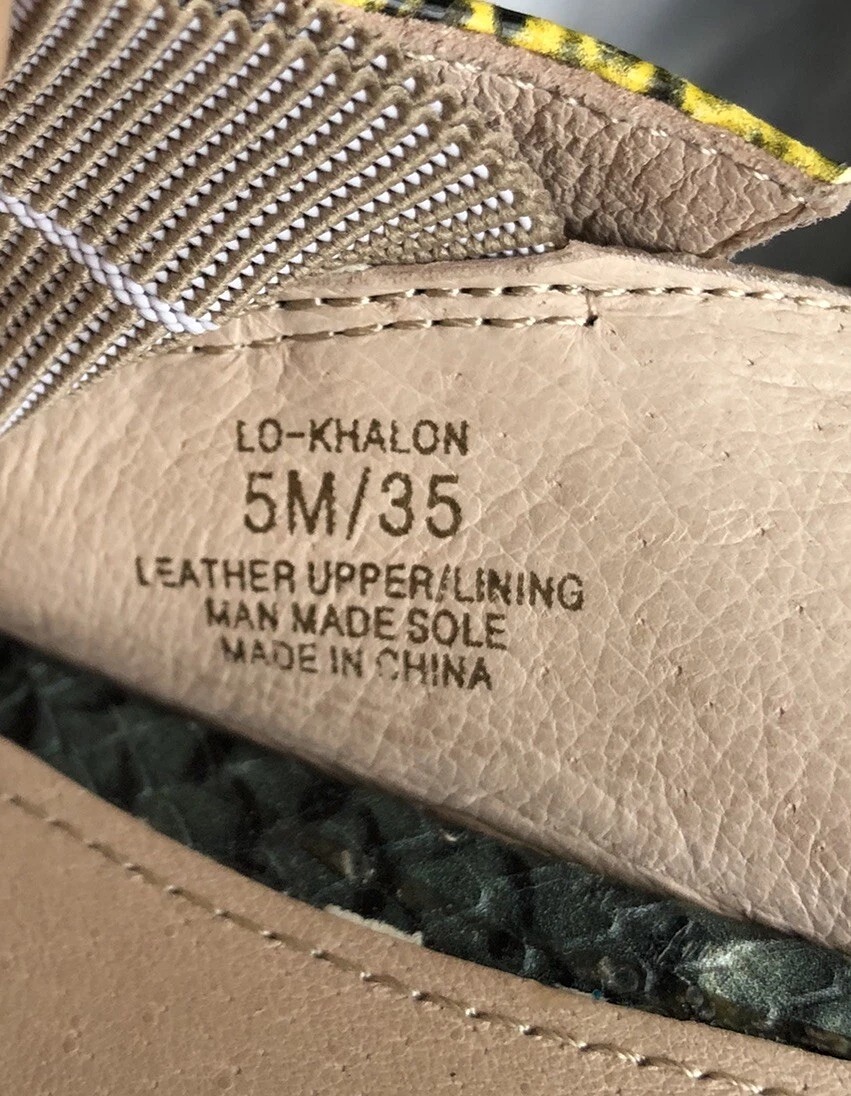 LO-KHALON
5M/35
LEATHER UPPER/LINING
MAN MADE SOLE
MADE IN CHINA